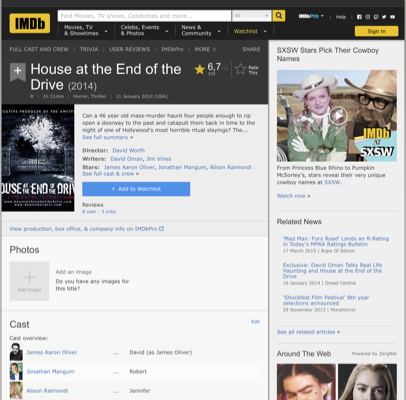 IMDb
Find Movies, TV shows, Celebrities and more...
All
IMDbPro
Help
Movies, TV
& Showtimes
Celebs, Events
& Photos
News &
Community
Watchlist
Sign in
FULL CAST AND CREW | TRIVIA | USER REVIEWS | IMDbPro | MORE
SHARE
House at the End of the
Drive (2014)
6,7
Rate
This
R | 1h 31min | Horror, Thriller | 11 January 2014 (USA)
Can a 46 year old mass-murder haunt four people enough to rip
open a doorway to the past and catapult them back in time to the
night of one of Hollywood's most horrible ritual slayings? The...
See full summary »
Director: David Worth
Writers: David Oman, Jim Vines
Stars: James Aaron Oliver, Jonathan Mangum, Alison Raimondi
See full cast & crew »
+ Add to Watchlist
Reviews
6 user | 3 critic
View production, box office, & company info on IMDbPro
Photos
Add Image
Add an image
Do you have any images for
this title?
Cast
Edit
Cast overview:
James Aaron Oliver ... David (as James Oliver)
Jonathan Mangum ... Robert
Alison Raimondi ... Jennifer
SXSW Stars Pick Their Cowboy
Names
IMDb
AT
SXSW
From Princess Blue Rhino to Pumpkin
McSorley's, stars reveal their very
unique cowboy names at SXSW.
Watch now »
Related News
'Mad Max: Fury Road' Lands an R-Rating
in Today's MPAA Ratings Bulletin
17 March 2015 | Rope Of Silicon
Exclusive: David Oman Talks Real Life
Haunting and House at the End of the
Drive
16 January 2014 | Dread Central
'Shockfest Film Festival' 8th year
selections announced
29 November 2013 | MoreHorror
See all related articles »
Around The Web
Powered by ZergNet